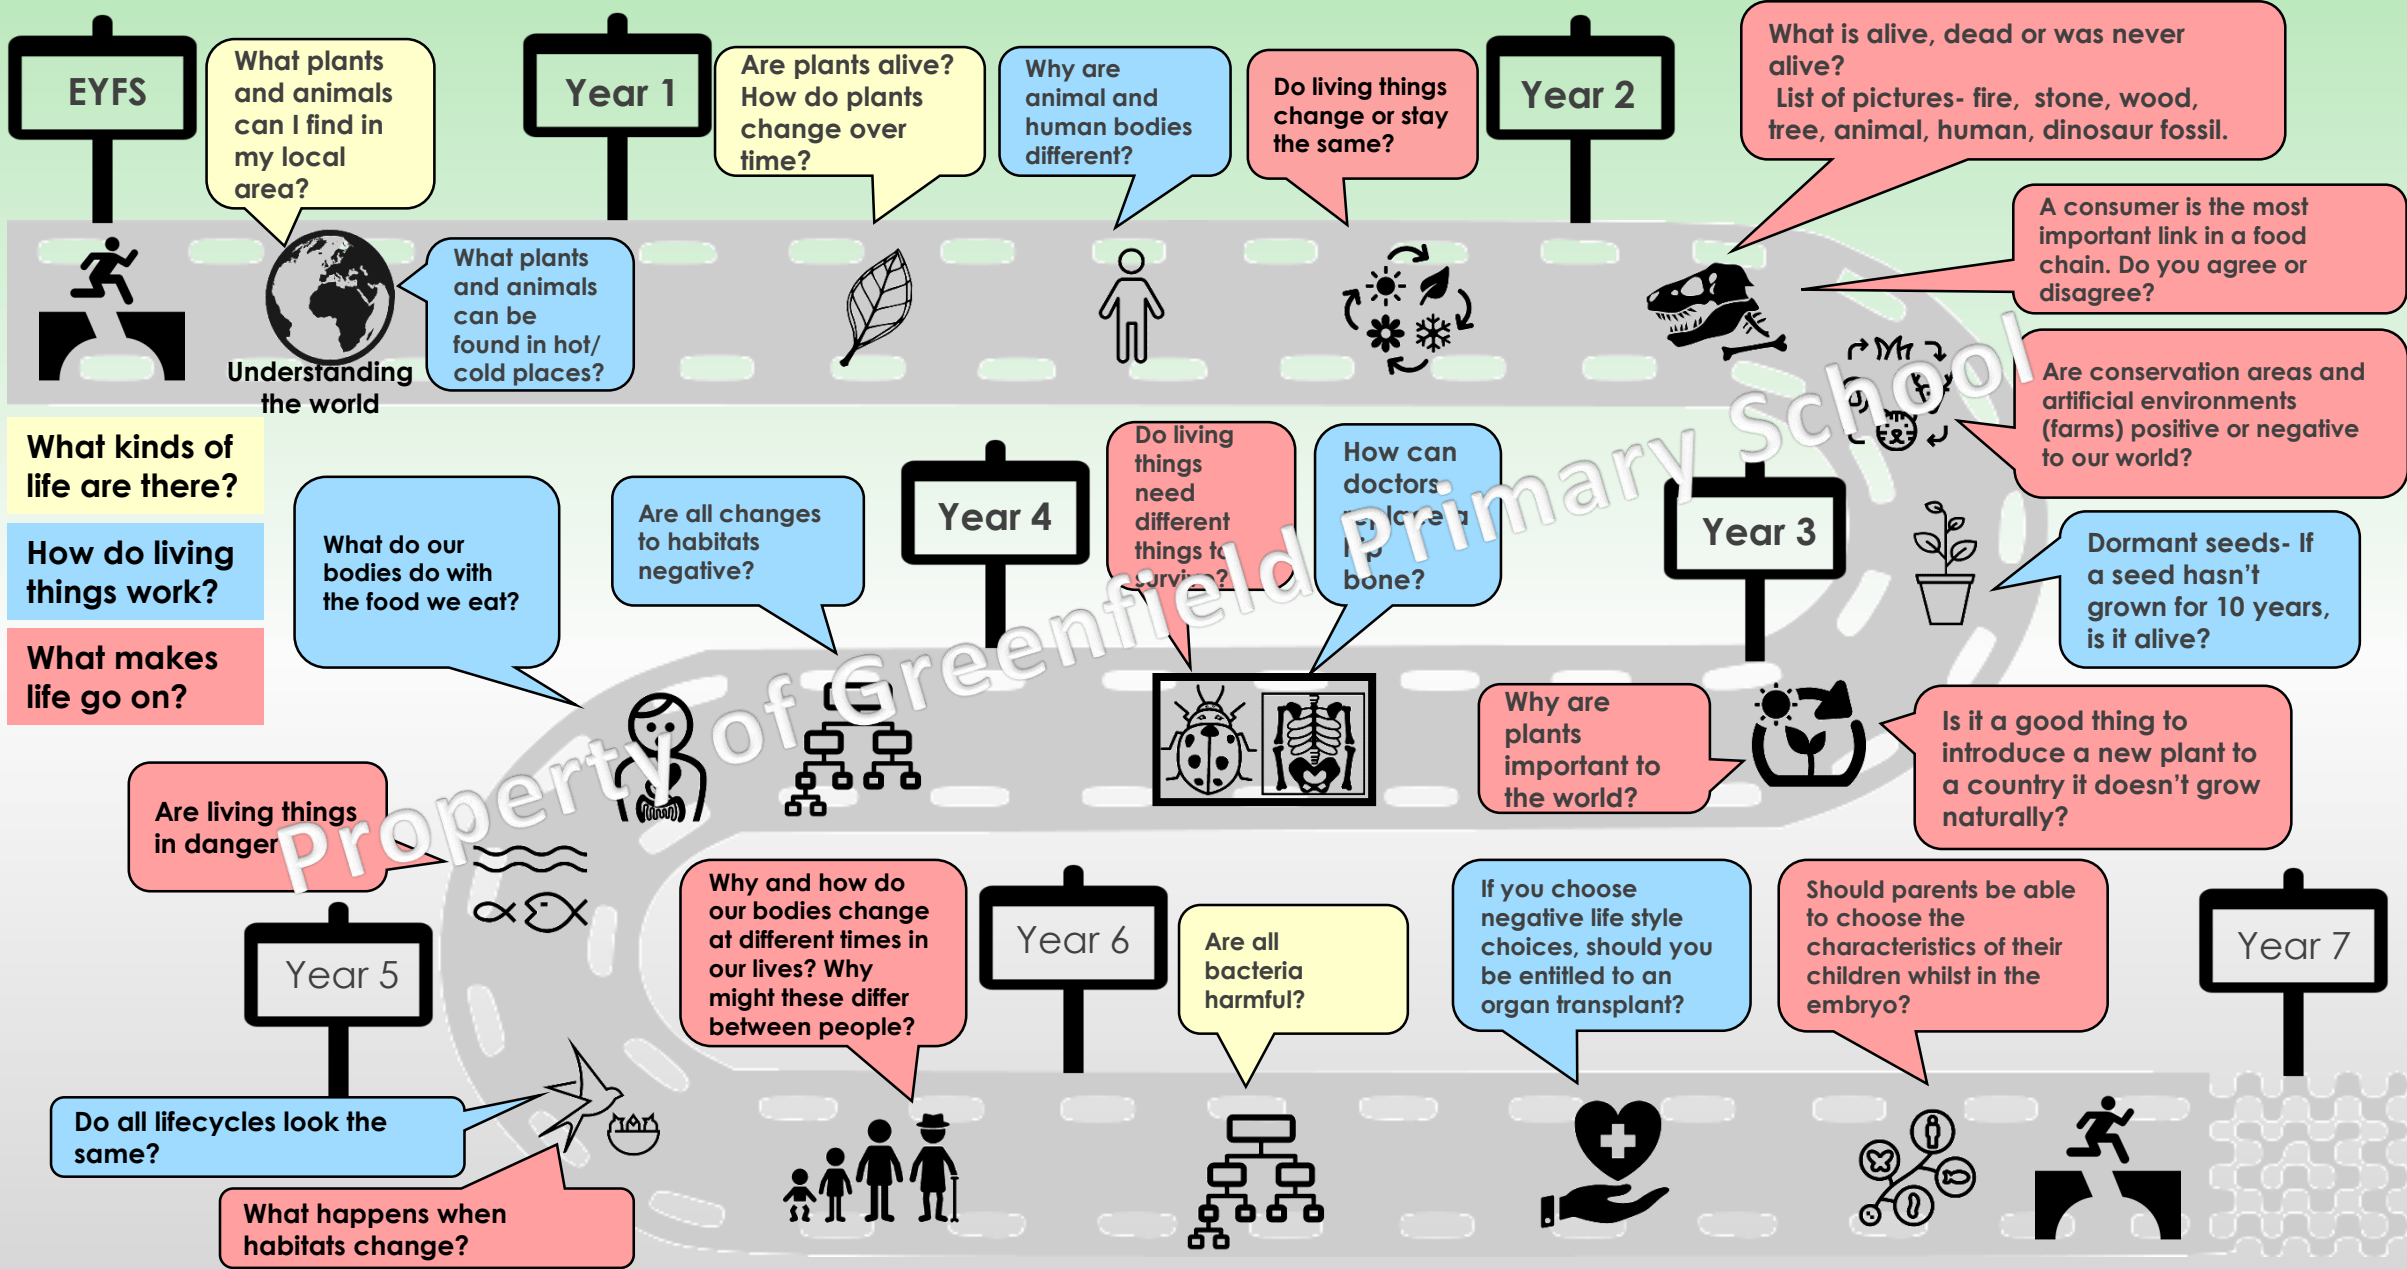 EYFS
What plants
and animals
can I find in
my local
area?
Year 1
Are plants alive?
How do plants
change over
time?
Why are
animal and
human bodies
different?
Do living things
change or stay
the same?
Year 2
What is alive, dead or was never
alive?
List of pictures- fire, stone, wood,
tree, animal, human, dinosaur fossil.
What plants
and animals
can be
found in hot/
cold places?
Understanding
the world
A consumer is the most
important link in a food
chain. Do you agree or
disagree?
Are conservation areas and
artificial environments
(farms) positive or negative
to our world?
What kinds of
life are there?
How do living
things work?
What makes
life go on?
Dormant seeds- If
a seed hasn't
grown for 10 years,
is it alive?
Year 3
Is it a good thing to
introduce a new plant to
a country it doesn't grow
naturally?
Why are
plants
important to
the world?
How can
doctors
replace a
hip
bone?
Do living
things
need
different
things to
survive?
Year 4
Are all changes
to habitats
negative?
What do our
bodies do with
the food we eat?
Are living things
in danger
Year 5
Do all lifecycles look the
same?
What happens when
habitats change?
Why and how do
our bodies change
at different times in
our lives? Why
might these differ
between people?
Year 6
Are all
bacteria
harmful?
If you choose
negative life style
choices, should you
be entitled to an
organ transplant?
Should parents be able
to choose the
characteristics of their
children whilst in the
embryo?
Year 7
Property of Greenfield Primary School